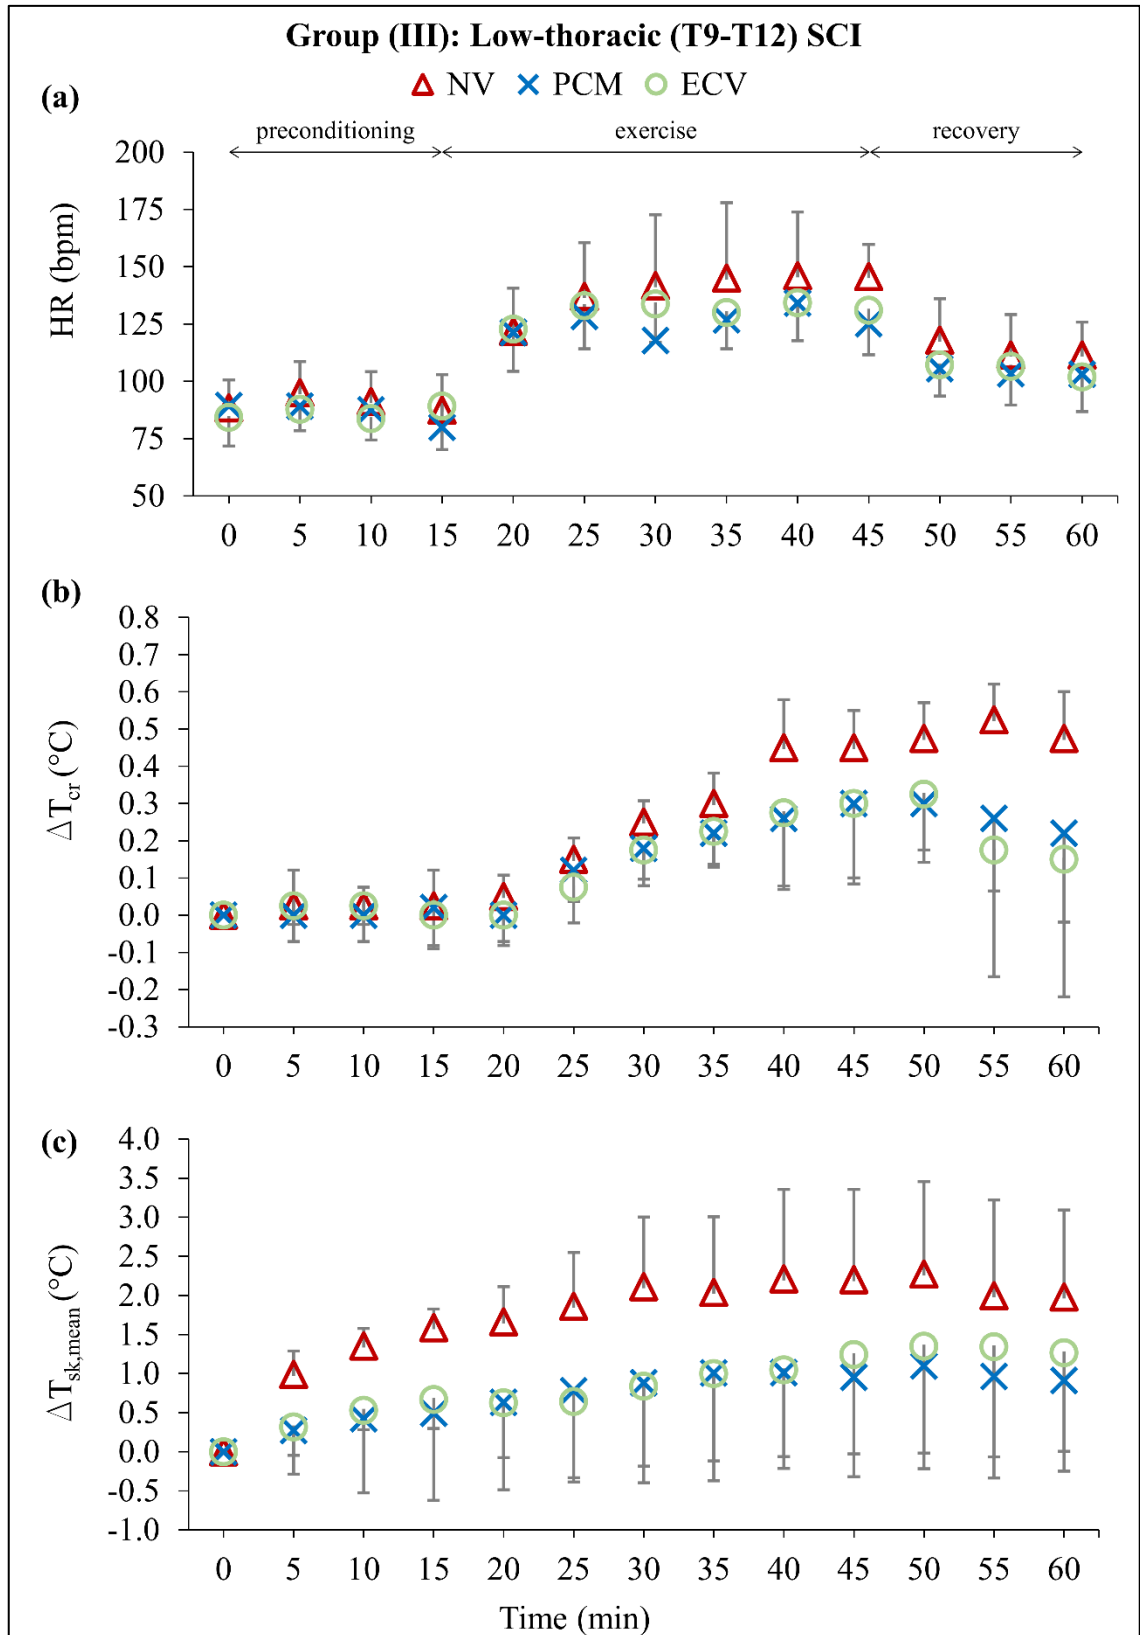 Group (III): Low-thoracic (T9-T12) SCI
NV PCM ECV
(a)
preconditioning exercise recovery
200
175
150
125
100
75
50
HR (bpm)
0 5 10 15 20 25 30 35 40 45 50 55 60
(b)
0.8
0.7
0.6
0.5
0.4
0.3
0.2
0.1
0.0
-0.1
-0.2
-0.3
ΔTcr (°C)
0 5 10 15 20 25 30 35 40 45 50 55 60
(c)
4.0
3.5
3.0
2.5
2.0
1.5
1.0
0.5
0.0
-0.5
-1.0
ΔTsk,mean (°C)
0 5 10 15 20 25 30 35 40 45 50 55 60
Time (min)